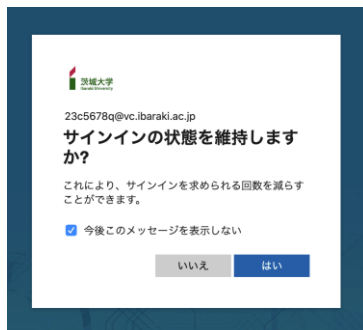 茨城大学
Ibaraki University
23c5678q@vc.ibaraki.ac.jp
サインインの状態を維持します
か?
これにより、サインインを求められる回数を減らす
ことができます。
今後このメッセージを表示しない
いいえ
はい